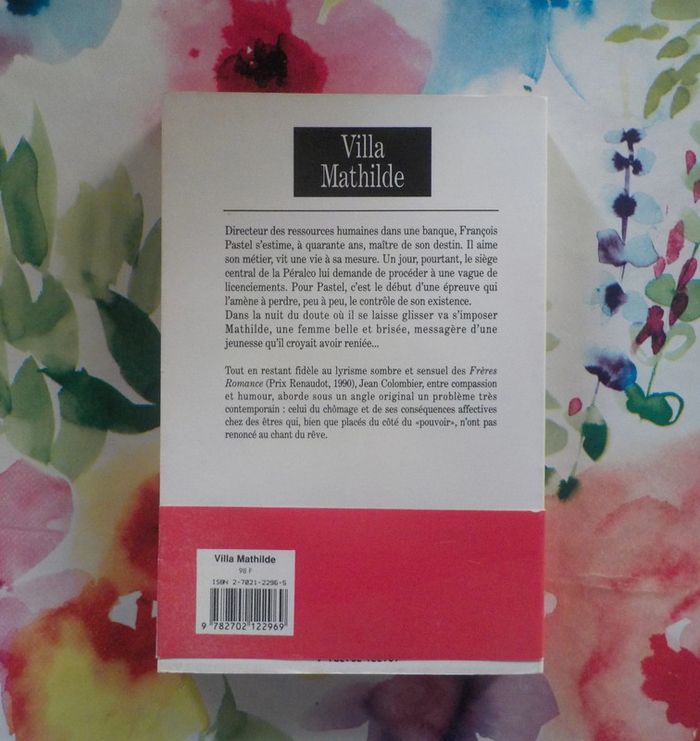 Villa
Mathilde
Directeur des ressources humaines dans une banque, François
Pastel s'estime, à quarante ans, maître de son destin. Il aime
son métier, vit une vie à sa mesure. Un jour, pourtant, le siège
central de la Péralco lui demande de procéder à une vague de
licenciements. Pour Pastel, c'est le début d'une épreuve qui
l'amène à perdre, peu à peu, le contrôle de son existence.
Dans la nuit du doute où il se laisse glisser va s'imposer
Mathilde, une femme belle et brisée, messagère d'une
jeunesse qu'il croyait avoir reniée...
Tout en restant fidèle au lyrisme sombre et sensuel des Frères
Romance (Prix Renaudot, 1990), Jean Colombier, entre compassion
et humour, aborde sous un angle original un problème très
contemporain : celui du chômage et de ses conséquences affectives
chez des êtres qui, bien que placés du côté du «pouvoir», n'ont pas
renoncé au chant du rêve.
Villa Mathilde
98 F
ISBN 2-7021-2296-5
9 782702 122969